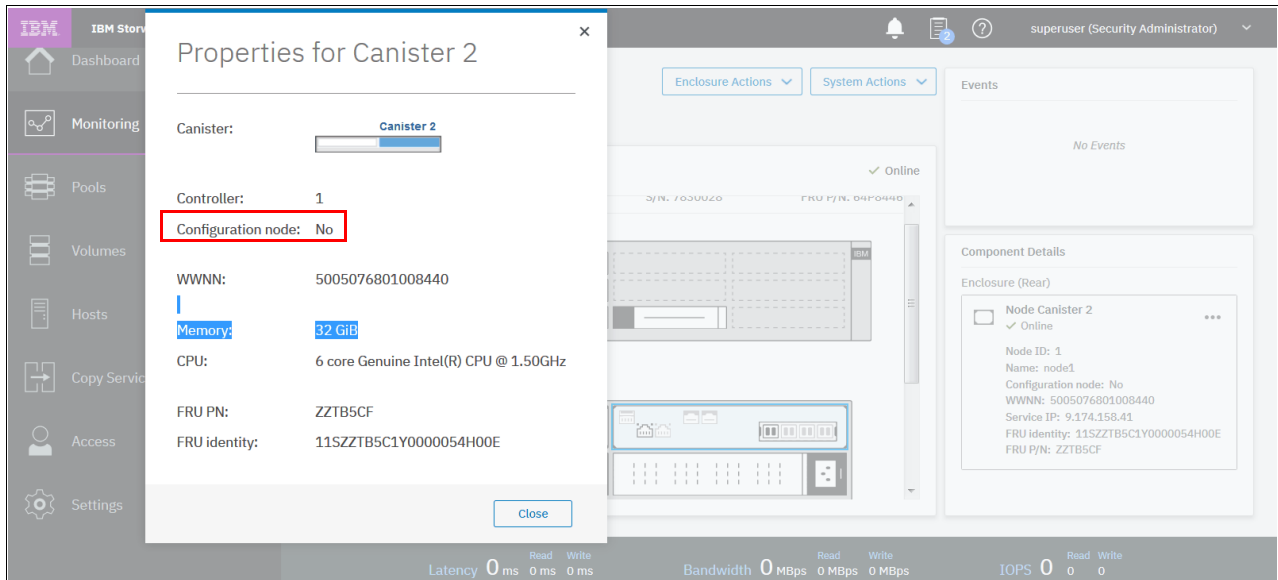 IBM
IBM Storw
superuser (Security Administrator)
2
?
Dashboard
Monitoring
Pools
Volumes
Hosts
Copy Servic
Access
Settings
Properties for Canister 2
Canister:
Canister 2
Controller: 1
Configuration node: No
WWNN: 5005076801008440
Memory: 32 GiB
CPU: 6 core Genuine Intel(R) CPU @ 1.50GHz
FRU PN: ZZTB5CF
FRU identity: 11SZZTB5C1Y0000054H00E
Close
Enclosure Actions
System Actions
Online
S/N: 7830028 FRU P/N: 64P8446
IBM
Events
No Events
Component Details
Enclosure (Rear)
Node Canister 2
Online
Node ID: 1
Name: node1
Configuration node: No
WWNN: 5005076801008440
Service IP: 9.174.158.41
FRU identity: 11SZZTB5C1Y0000054H00E
FRU P/N: ZZTB5CF
Read Write
Latency 0 ms 0 ms 0 ms
Read Write
Bandwidth 0 MBps 0 MBps 0 MBps
Read Write
IOPS 0 0 0